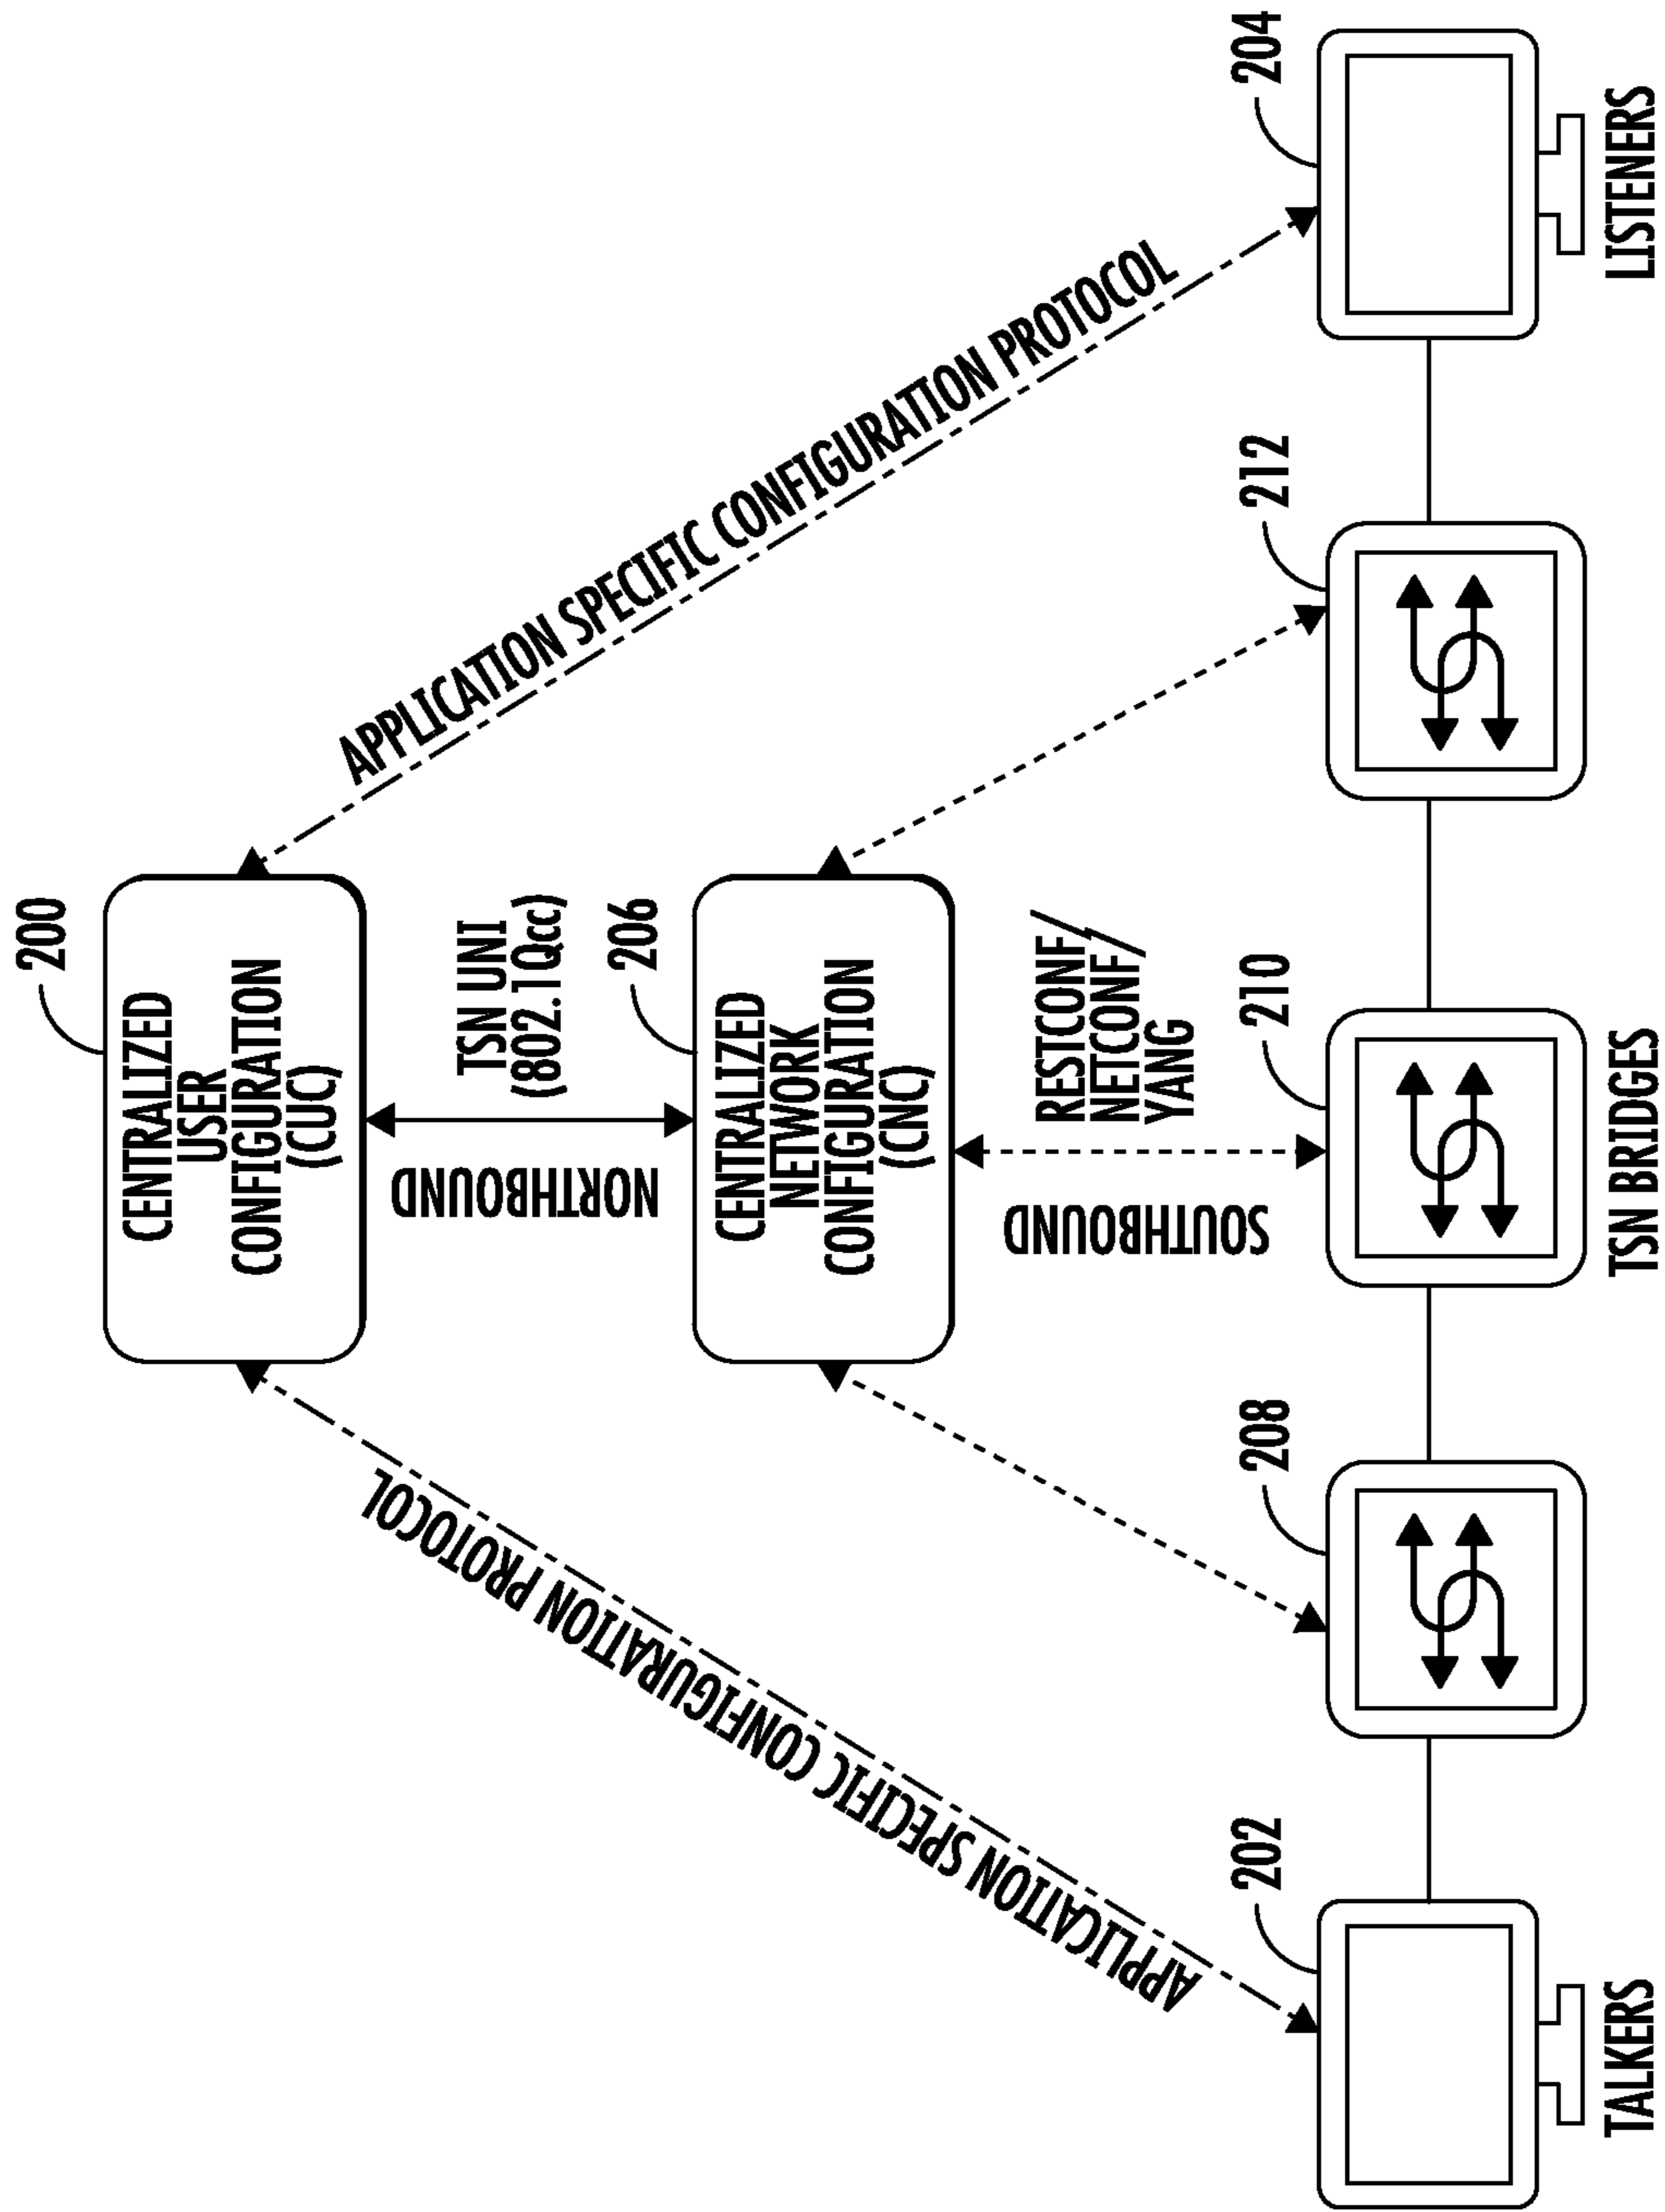 200
CENTRALIZED
USER
CONFIGURATION
(CUC)
APPLICATION SPECIFIC CONFIGURATION PROTOCOL
APPLICATION SPECIFIC CONFIGURATION PROTOCOL
NORTHBOUND
TSN UNI
(802.1Qcc)
206
CENTRALIZED
NETWORK
CONFIGURATION
(CNC)
SOUTHBOUND
RESTCONF/
NETCONF/
YANG
202
208
210
212
204
TALKERS
TSN BRIDGES
LISTENERS